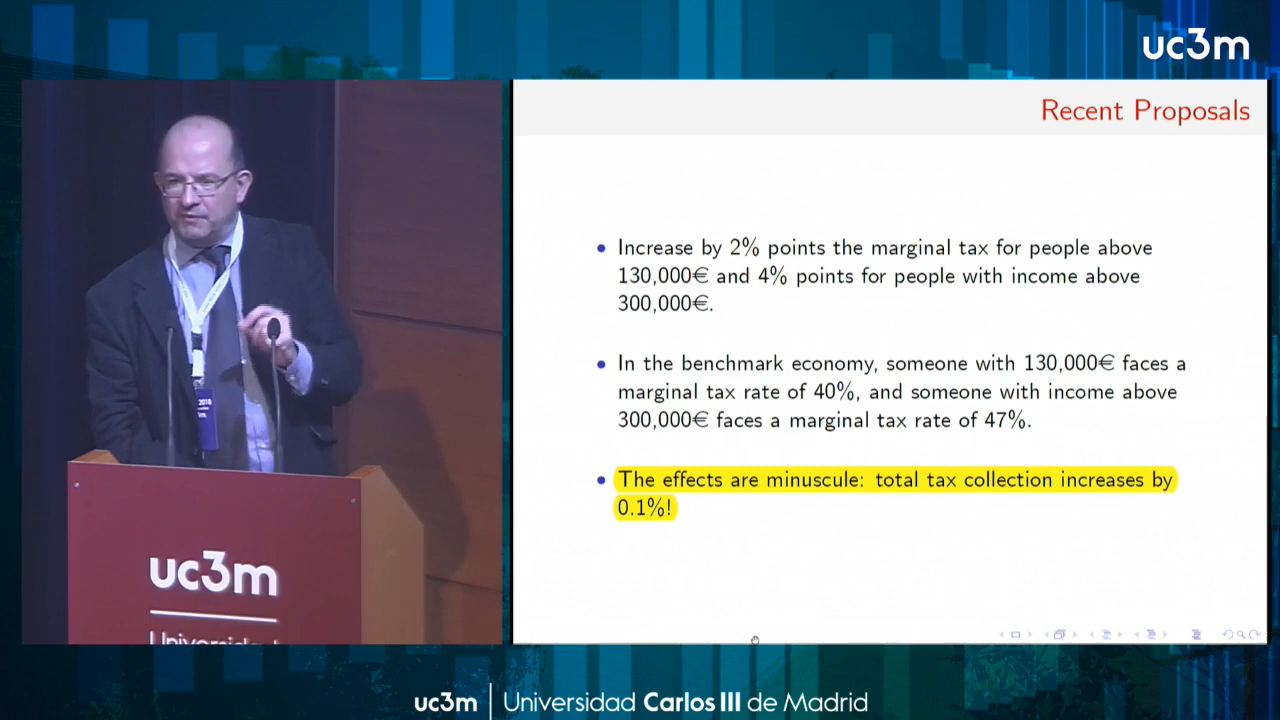 uc3m
Recent Proposals
• Increase by 2% points the marginal tax for people above
130,000€ and 4% points for people with income above
300,000€.
• In the benchmark economy, someone with 130,000€ faces a
marginal tax rate of 40%, and someone with income above
300,000€ faces a marginal tax rate of 47%.
• The effects are minuscule: total tax collection increases by
0.1%!
2018
uc3m
uc3m | Universidad Carlos III de Madrid